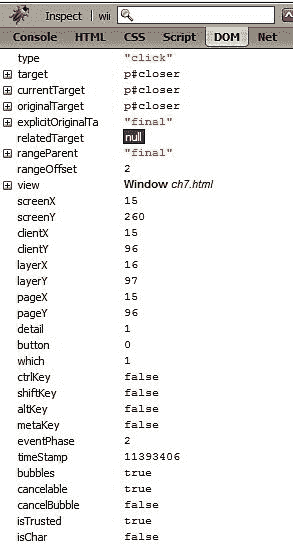 Inspect wii
Console HTML CSS Script DOM Net
type "click"
target p#closer
currentTarget p#closer
originalTarget p#closer
explicitOriginalTa "final"
relatedTarget null
rangeParent "final"
rangeOffset 2
view Window ch7.html
screenX 15
screenY 260
clientX 15
clientY 96
layerX 16
layerY 97
pageX 15
pageY 96
detail 1
button 0
which 1
ctrlKey false
shiftKey false
altKey false
metaKey false
eventPhase 2
timeStamp 11393406
bubbles true
cancelable true
cancelBubble false
isTrusted true
isChar false